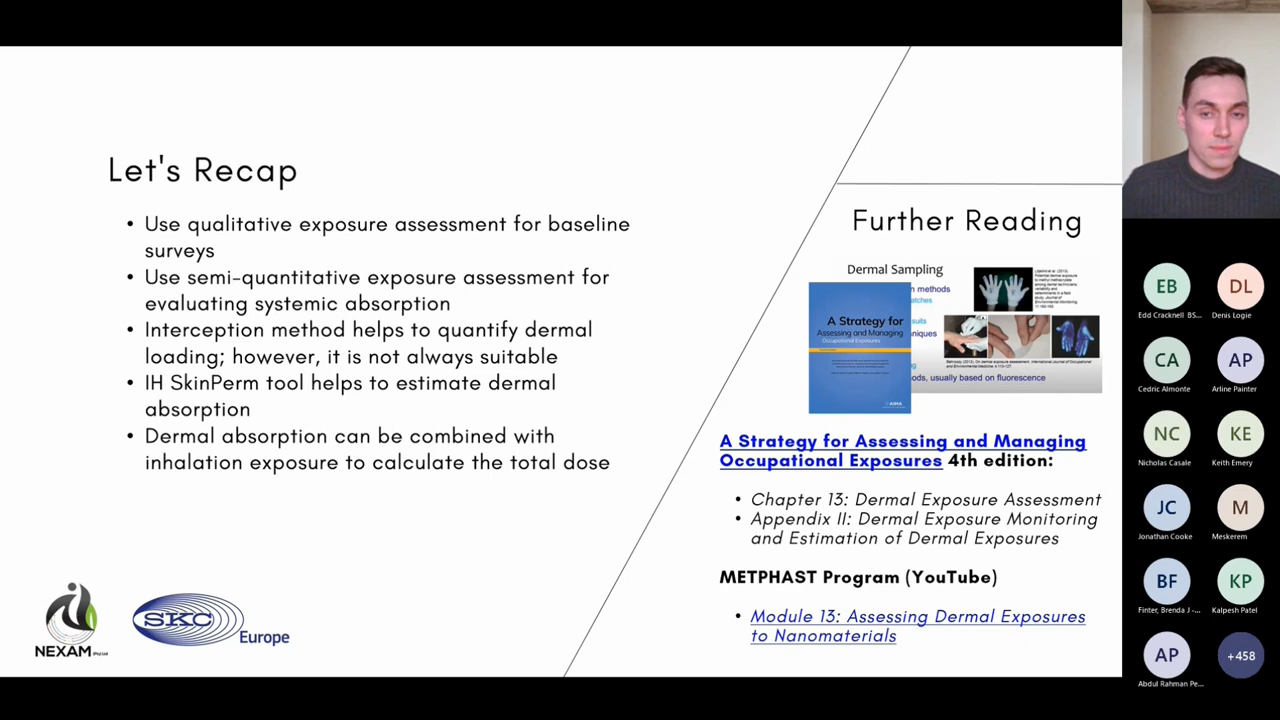 Let's Recap
• Use qualitative exposure assessment for baseline
surveys
• Use semi-quantitative exposure assessment for
evaluating systemic absorption
• Interception method helps to quantify dermal
loading; however, it is not always suitable
• IH SkinPerm tool helps to estimate dermal
absorption
• Dermal absorption can be combined with
inhalation exposure to calculate the total dose
NEXAM
SKC
Europe
Further Reading
Dermal Sampling
methods
A Strategy for
Assessing and Managing
Occupational Exposures
AIHA
usually based on fluorescence
A Strategy for Assessing and Managing
Occupational Exposures 4th edition:
• Chapter 13: Dermal Exposure Assessment
• Appendix II: Dermal Exposure Monitoring
and Estimation of Dermal Exposures
METPHAST Program (YouTube)
• Module 13: Assessing Dermal Exposures
to Nanomaterials
EB
Edd Cracknell BS...
DL
Denis Logie
CA
Cedric Almonte
AP
Arline Painter
NC
Nicholas Casale
KE
Keith Emery
JC
Jonathan Cooke
M
Meskerem
BF
Finter, Brenda J -...
KP
Kalpesh Patel
AP
Abdul Rahman Pe...
+458